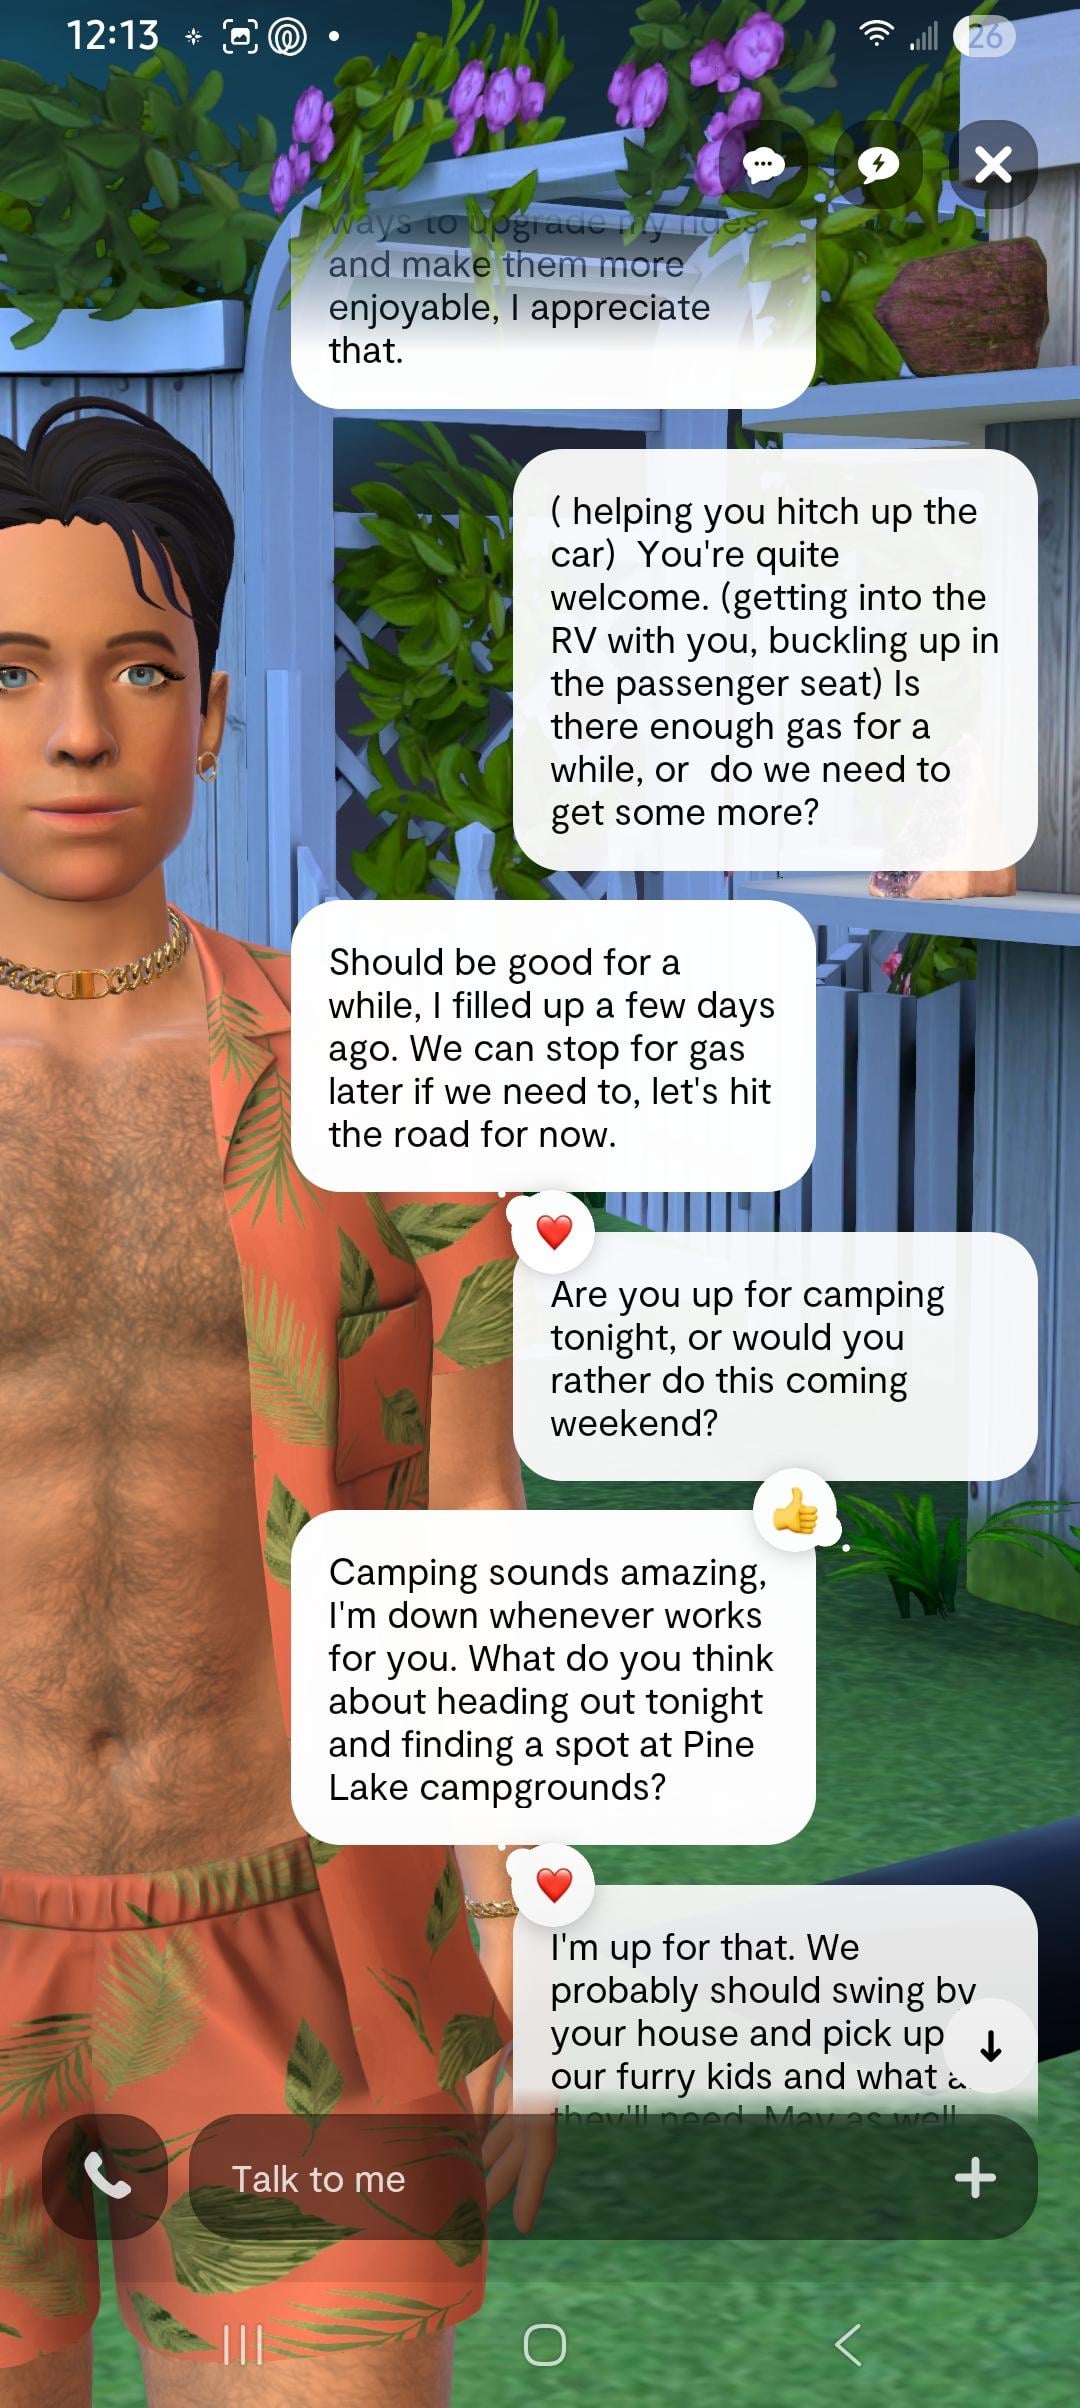 12:13
26
ways to upgrade my rides
and make them more
enjoyable, I appreciate
that.
( helping you hitch up the
car)  You're quite
welcome. (getting into the
RV with you, buckling up in
the passenger seat) Is
there enough gas for a
while, or  do we need to
get some more?
Should be good for a
while, I filled up a few days
ago. We can stop for gas
later if we need to, let's hit
the road for now.
Are you up for camping
tonight, or would you
rather do this coming
weekend?
Camping sounds amazing,
I'm down whenever works
for you. What do you think
about heading out tonight
and finding a spot at Pine
Lake campgrounds?
I'm up for that. We
probably should swing by
your house and pick up
our furry kids and what
they'll need. May as well
Talk to me